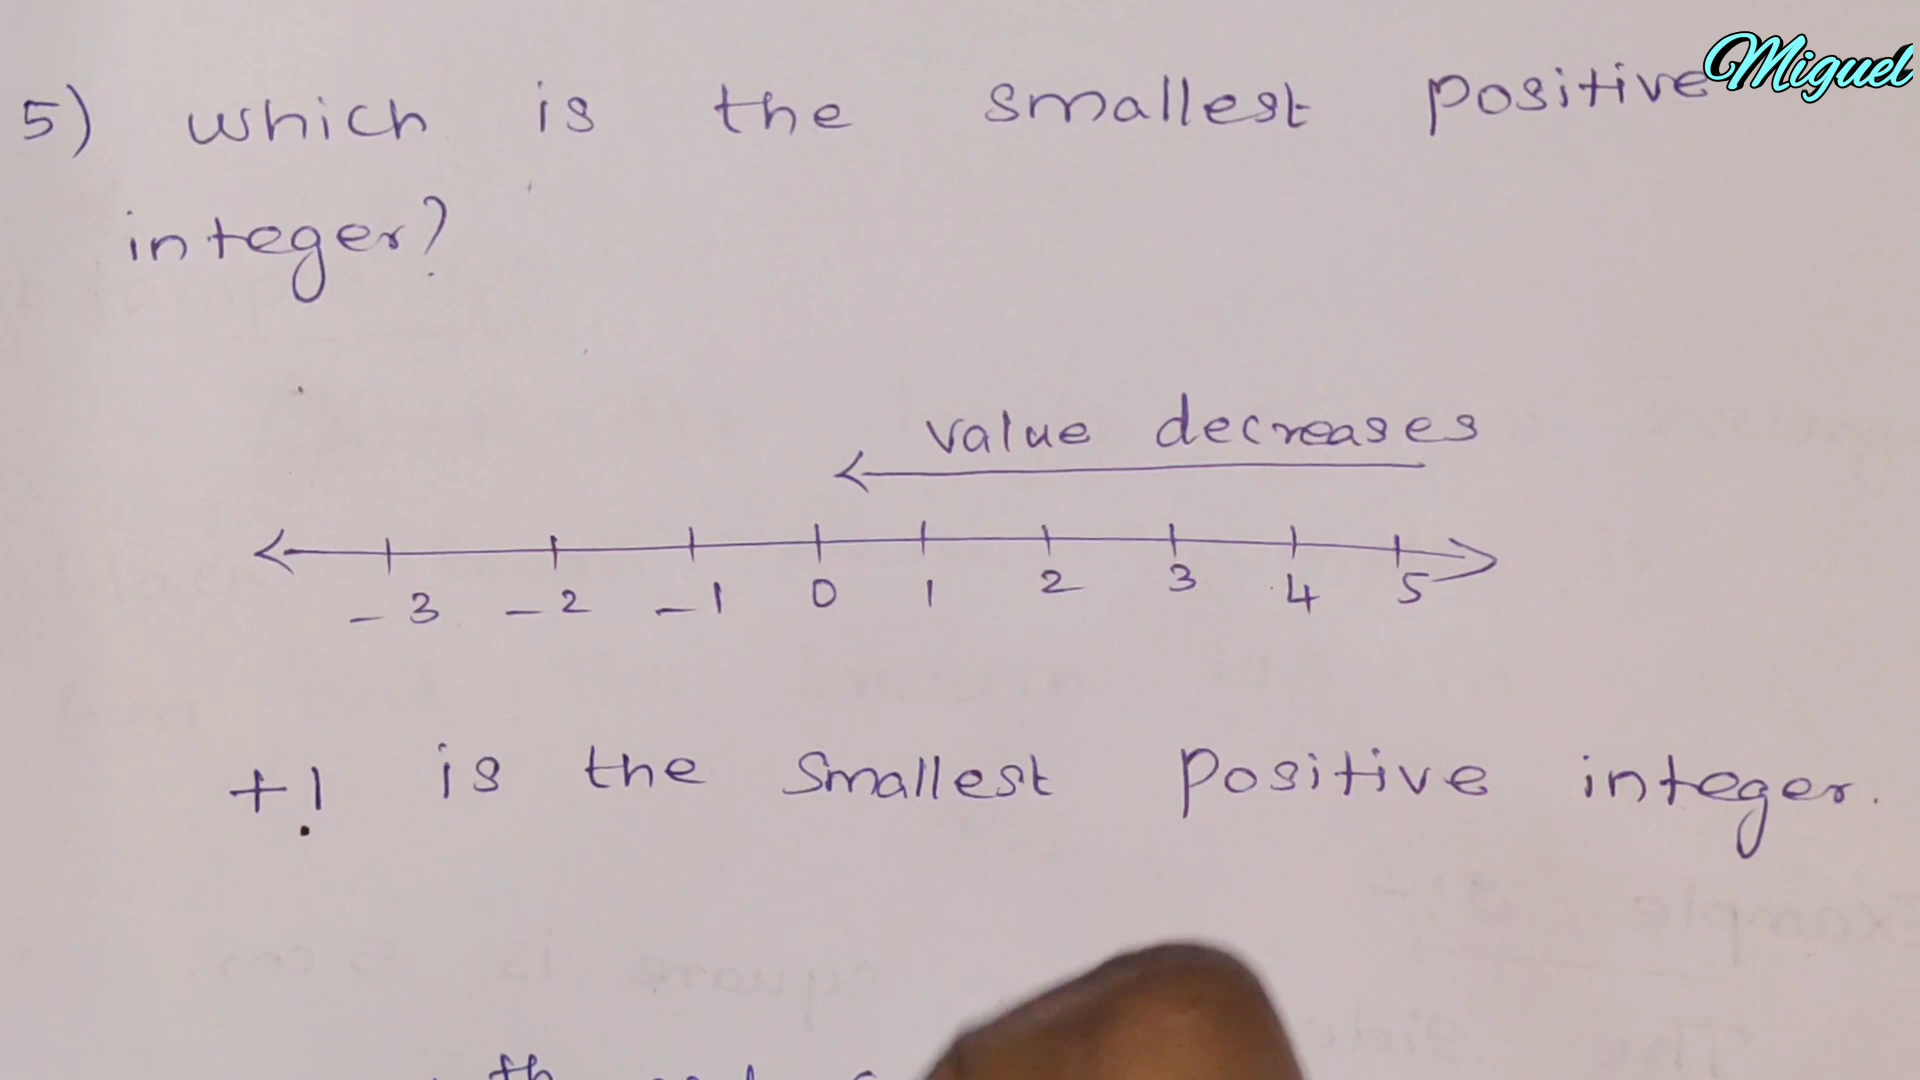 Miguel
5) which is the smallest positive
integer?
value decreases
-3 -2 -1 0 1 2 3 4 5
+1 is the smallest positive integer.